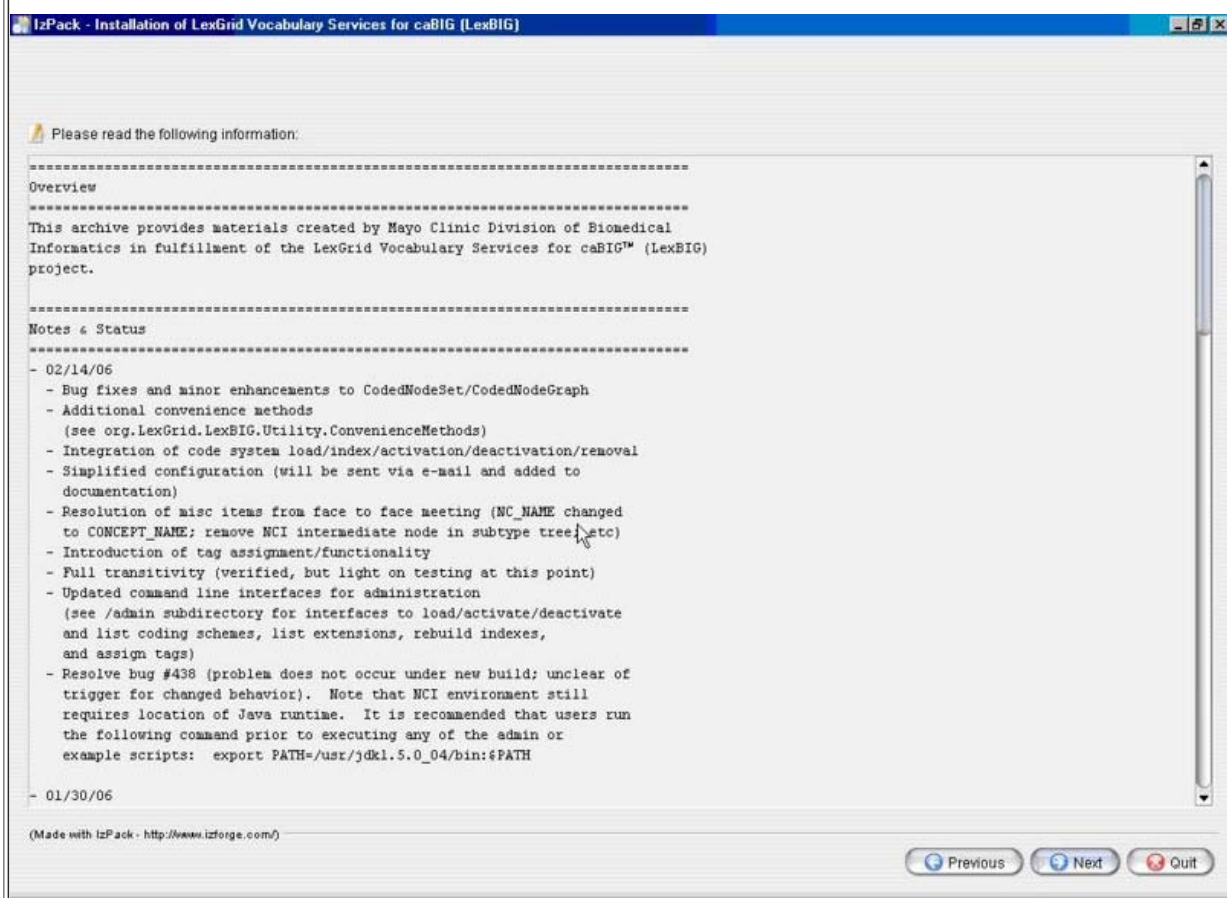 IzPack - Installation of LexGrid Vocabulary Services for caBIG (LexBIG)
Please read the following information:
===============================================================================
Overview
===============================================================================
This archive provides materials created by Mayo Clinic Division of Biomedical
Informatics in fulfillment of the LexGrid Vocabulary Services for caBIG™ (LexBIG)
project.
===============================================================================
Notes & Status
===============================================================================
- 02/14/06
- Bug fixes and minor enhancements to CodedNodeSet/CodedNodeGraph
- Additional convenience methods
(see org.LexGrid.LexBIG.Utility.ConvenienceMethods)
- Integration of code system load/index/activation/deactivation/removal
- Simplified configuration (will be sent via e-mail and added to
documentation)
- Resolution of misc items from face to face meeting (NC_NAME changed
to CONCEPT_NAME; remove NCI intermediate node in subtype tree; etc)
- Introduction of tag assignment/functionality
- Full transitivity (verified, but light on testing at this point)
- Updated command line interfaces for administration
(see /admin subdirectory for interfaces to load/activate/deactivate
and list coding schemes, list extensions, rebuild indexes,
and assign tags)
- Resolve bug #438 (problem does not occur under new build; unclear of
trigger for changed behavior).  Note that NCI environment still
requires location of Java runtime.  It is recommended that users run
the following command prior to executing any of the admin or
example scripts:  export PATH=/usr/jdk1.5.0_04/bin:$PATH
- 01/30/06
(Made with IzPack - http://www.izforge.com/)
Previous Next Quit